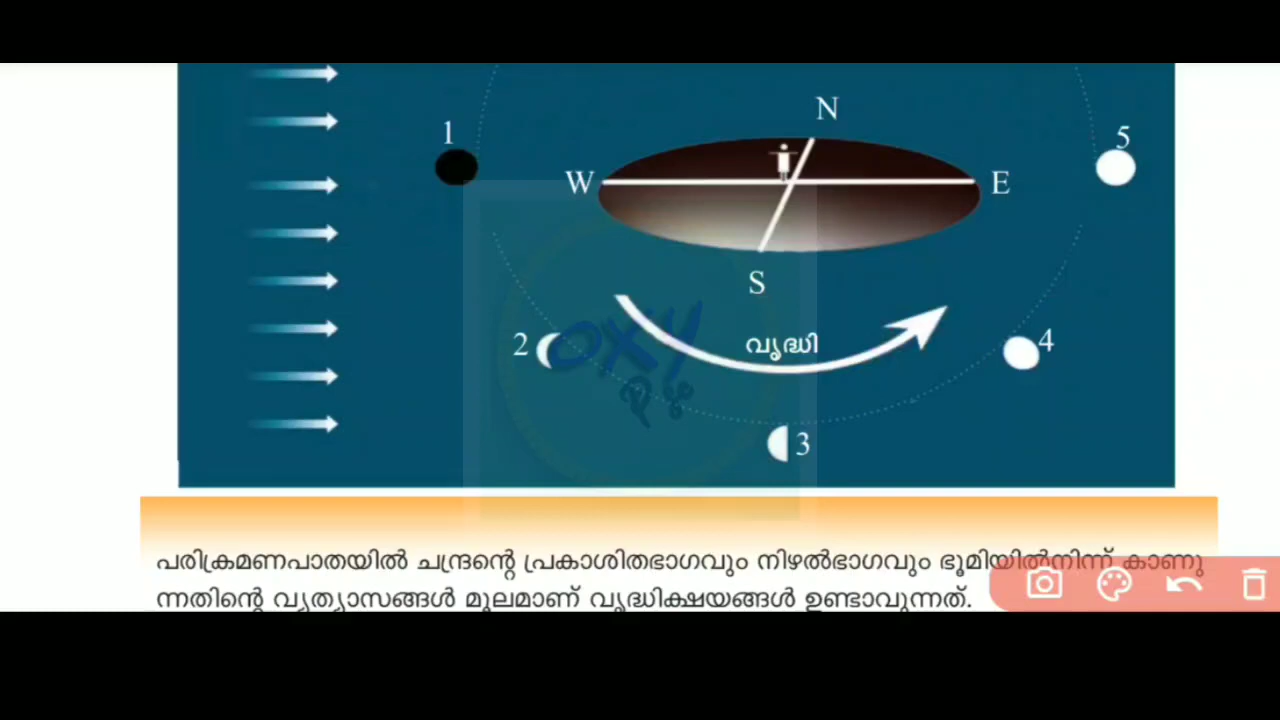 N
1
5
W
E
S
2
വൃദ്ധി
4
3
OXY
പരിക്രമണപാതയിൽ ചന്ദ്രന്റെ പ്രകാശിതഭാഗവും നിഴൽഭാഗവും ഭൂമിയിൽനിന്ന് കാണു
ന്നതിന്റെ വ്യത്യാസങ്ങൾ മൂലമാണ് വൃദ്ധിക്ഷയങ്ങൾ ഉണ്ടാവുന്നത്.